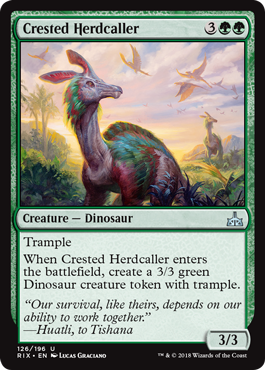 Crested Herdcaller 3
Creature — Dinosaur
Trample
When Crested Herdcaller enters
the battlefield, create a 3/3 green
Dinosaur creature token with trample.
“Our survival, like theirs, depends on our
ability to work together.”
—Huatli, to Tishana
3/3
126/196 U
RIX • EN Lucas Graciano ™ & © 2018 Wizards of the Coast